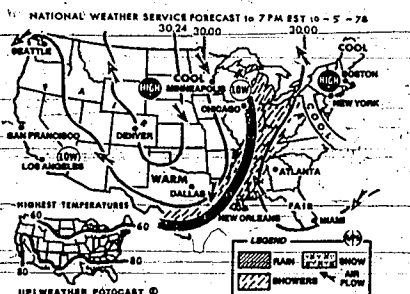 NATIONAL WEATHER SERVICE FORECAST to 7 PM EST 10-5-78
30.24 30.00 30.00
SEATTLE
COOL
COOL
MINNEAPOLIS
LOW
HIGH
HIGH
BOSTON
NEW YORK
CHICAGO
COOL
SAN FRANCISCO
DENVER
LOW
LOS ANGELES
WARM
DALLAS
ATLANTA
NEW ORLEANS
FAIR
MIAMI
HIGHEST TEMPERATURES
60
60
80
80
LEGEND
RAIN
SNOW
SHOWERS
AIR FLOW
UPI WEATHER FOTOCAST ©